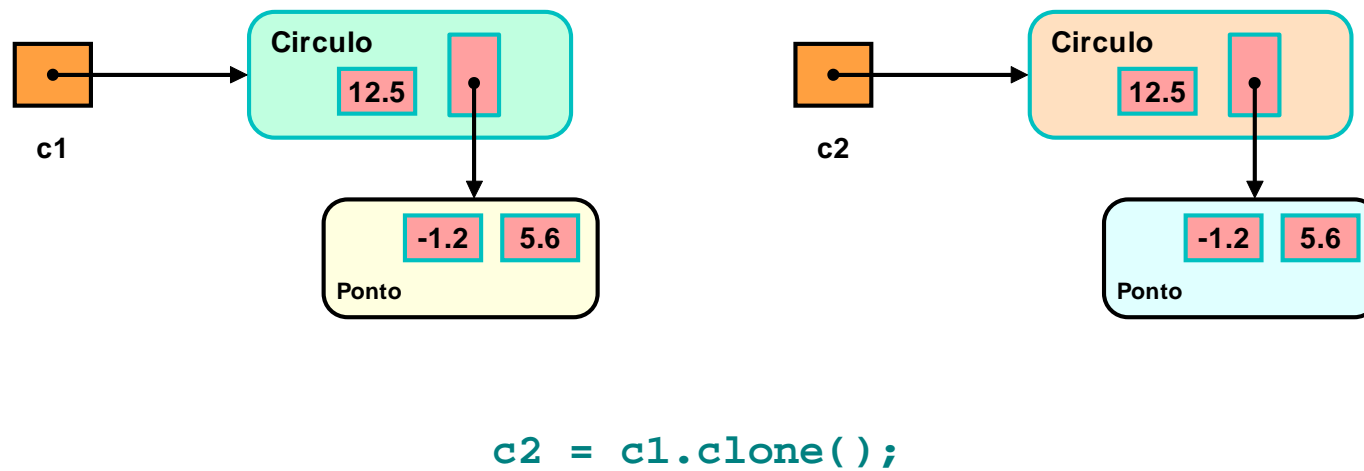 Circulo
12.5
c1
-1.2 5.6
Ponto
Circulo
12.5
c2
-1.2 5.6
Ponto
c2 = c1.clone();